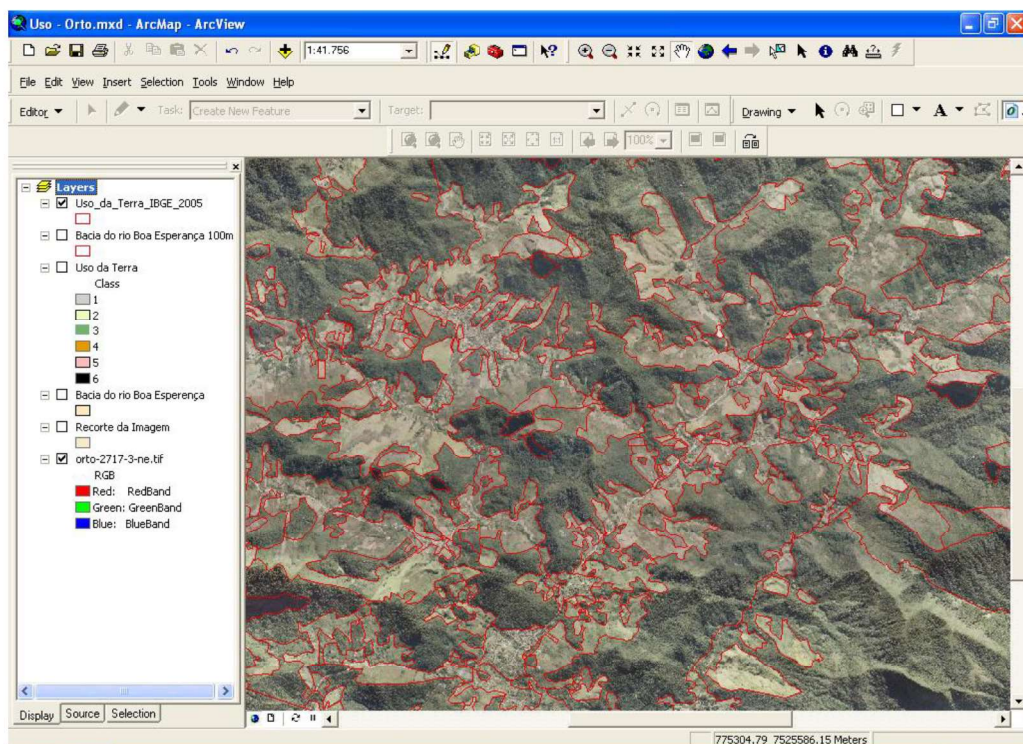 Uso - Orto.mxd - ArcMap - ArcView
1:41.756
File Edit View Insert Selection Tools Window Help
Editor Task: Create New Feature Target: Drawing A
1:1 100%
Layers
Uso_da_Terra_IBGE_2005
Bacia do rio Boa Esperança 100m
Uso da Terra
Class
1
2
3
4
5
6
Bacia do rio Boa Esperença
Recorte da Imagem
orto-2717-3-ne.tif
RGB
Red: RedBand
Green: GreenBand
Blue: BlueBand
Display Source Selection
775304,79 7525586,15 Meters